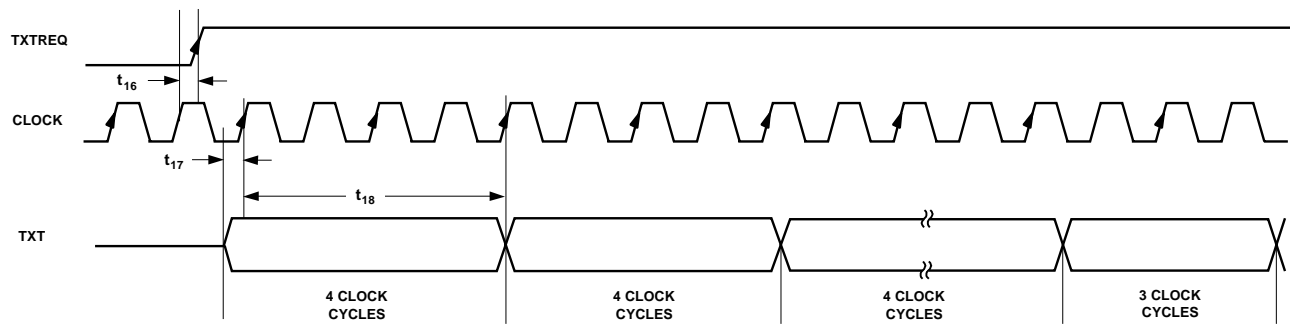 TXTREQ
t16
CLOCK
t17
t18
TXT
4 CLOCK
CYCLES
4 CLOCK
CYCLES
4 CLOCK
CYCLES
3 CLOCK
CYCLES